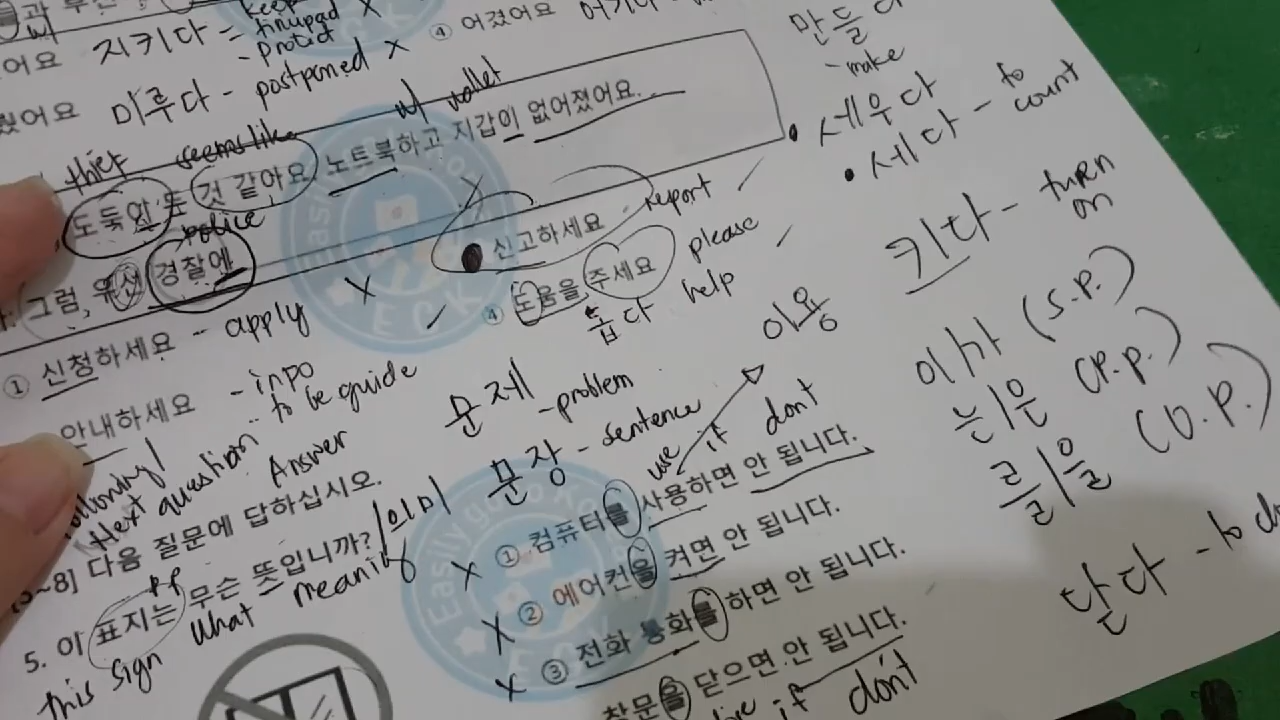 지키다 = keep
protect
④ 어겼어요
미루다 - postponed X
만들다
- make
thief seems like w/ wallet
도둑인 것 같아요 노트북하고 지갑이 없어졌어요.
• 세우다
• 세다 - to count
police
그럼, 우선 경찰에
신고하세요 - report
키다 - turn on
① 신청하세요 - apply
④ 도움을 주세요 please
돕다 help
안내하세요 - inpo
- to be guide
문제 - problem
이용
이/가 (S.P.)
는/은 (P.P.)
를/을 (O.P.)
Next question Answer
다음 질문에 답하십시오.
문장 - sentence
use if don't
① 컴퓨터를 사용하면 안 됩니다.
5. 이 표지는 무슨 뜻입니까? /의미
this sign what meaning
② 에어컨을 켜면 안 됩니다.
③ 전화 통화를 하면 안 됩니다.
창문을 닫으면 안 됩니다.
if don't
닫다 - to
Easily go
ECK